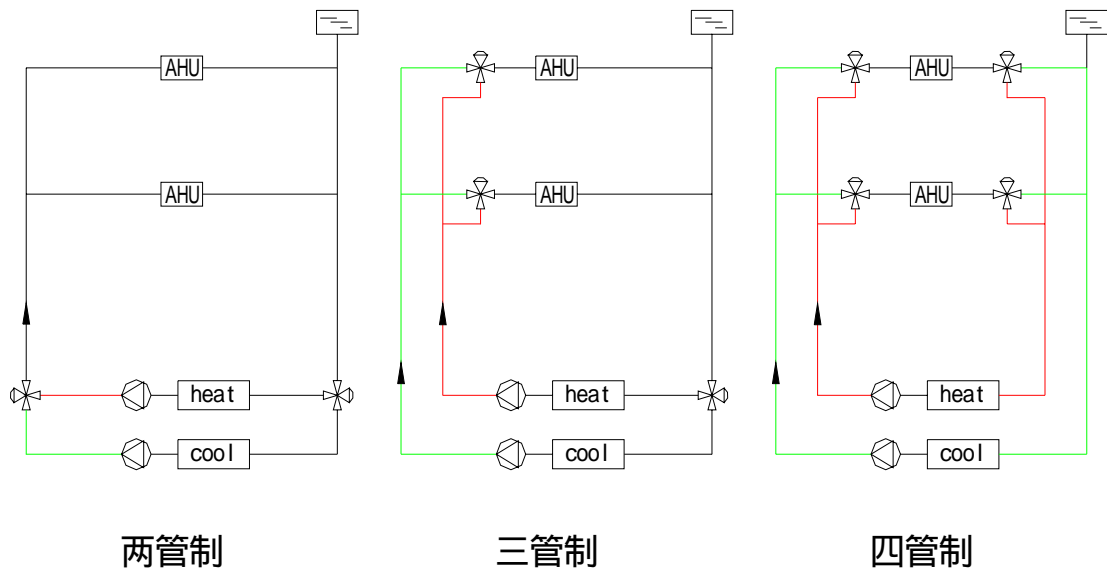 AHU AHU AHU
AHU AHU AHU
heat heat heat
cool cool cool
两管制 三管制 四管制